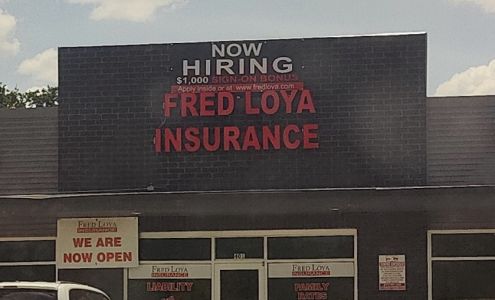 NOW
HIRING
$1,000 SIGN-ON BONUS
Apply inside or at www.fredloya.com
FRED LOYA
INSURANCE
FRED LOYA
INSURANCE
WE ARE
NOW OPEN
FRED LOYA
INSURANCE
LIABILITY
FRED LOYA
INSURANCE
FAMILY
RATES